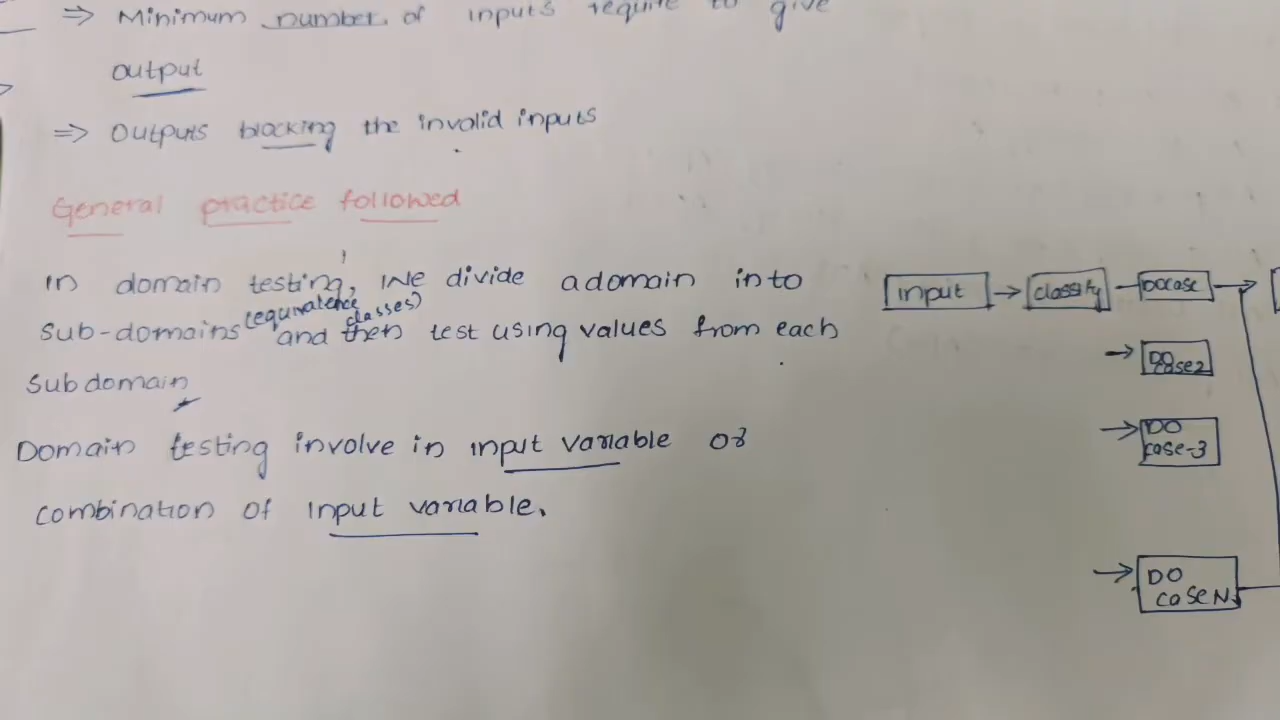 ⇒ Minimum number of inputs require to give
output
⇒ Outputs blocking the invalid inputs
General practice followed
In domain testing, We divide a domain into
sub-domains (equivalence classes) and then test using values from each
subdomain
Domain testing involve in input variable or
combination of input variable.
input → classify → DOcase →
→ DO case2
→ DO case-3
→ DO case N